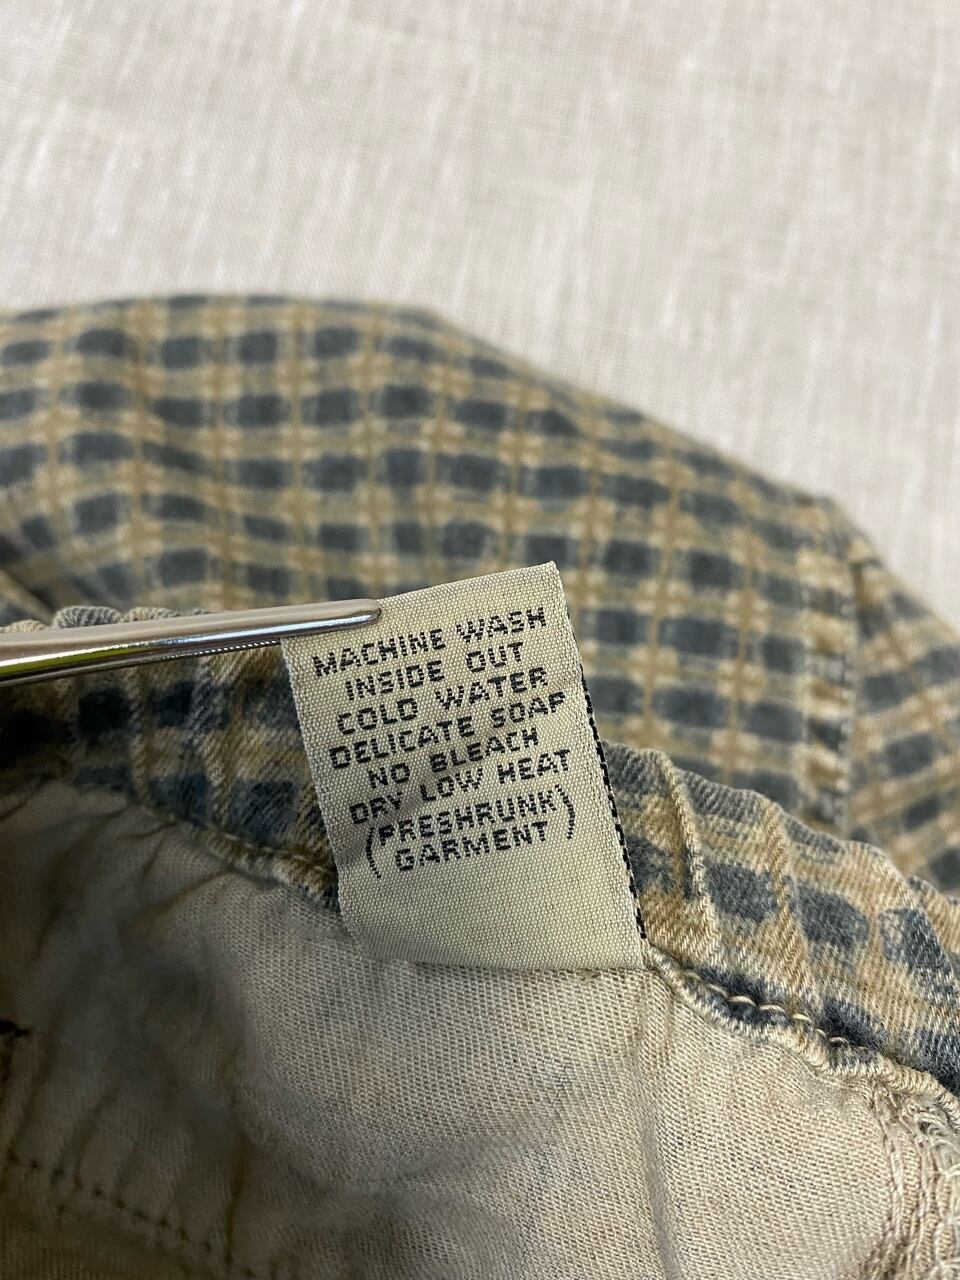 MACHINE WASH
INSIDE OUT
COLD WATER
DELICATE SOAP
NO BLEACH
DRY LOW HEAT
(PRESHRUNK
GARMENT)